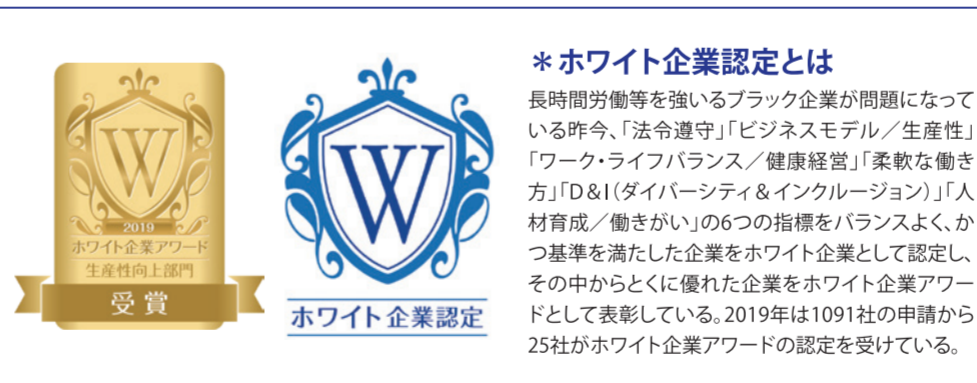 W
2019
ホワイト企業アワード
生産性向上部門
受賞
W
ホワイト企業認定
＊ホワイト企業認定とは
長時間労働等を強いるブラック企業が問題になって
いる昨今、「法令遵守」「ビジネスモデル／生産性」
「ワーク・ライフバランス／健康経営」「柔軟な働き
方」「D＆I（ダイバーシティ＆インクルージョン）」「人
材育成／働きがい」の6つの指標をバランスよく、か
つ基準を満たした企業をホワイト企業として認定し、
その中からとくに優れた企業をホワイト企業アワー
ドとして表彰している。2019年は1091社の申請から
25社がホワイト企業アワードの認定を受けている。